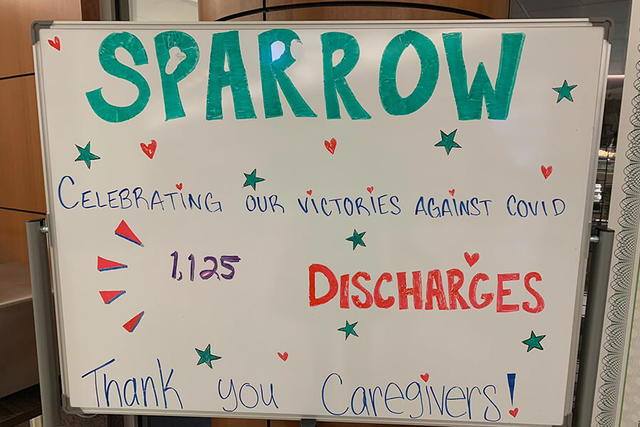 SPARROW
CELEBRATING OUR VICTORIES AGAINST COVID
1,125 DISCHARGES
Thank you Caregivers!